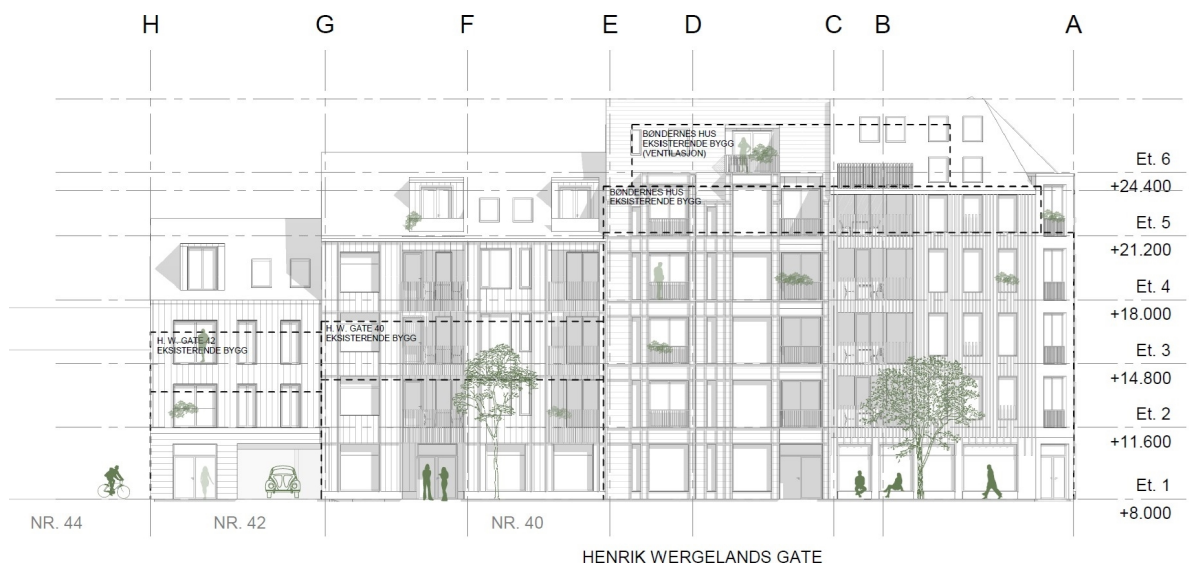 H G F E D C B A
BØNDERNES HUS
EKSISTERENDE BYGG
(VENTILASJON)
Et. 6
+24.400
BØNDERNES HUS
EKSISTERENDE BYGG
Et. 5
+21.200
Et. 4
+18.000
H. W. GATE 40
EKSISTERENDE BYGG
H. W. GATE 42
EKSISTERENDE BYGG
Et. 3
+14.800
Et. 2
+11.600
Et. 1
+8.000
NR. 44 NR. 42 NR. 40
HENRIK WERGELANDS GATE